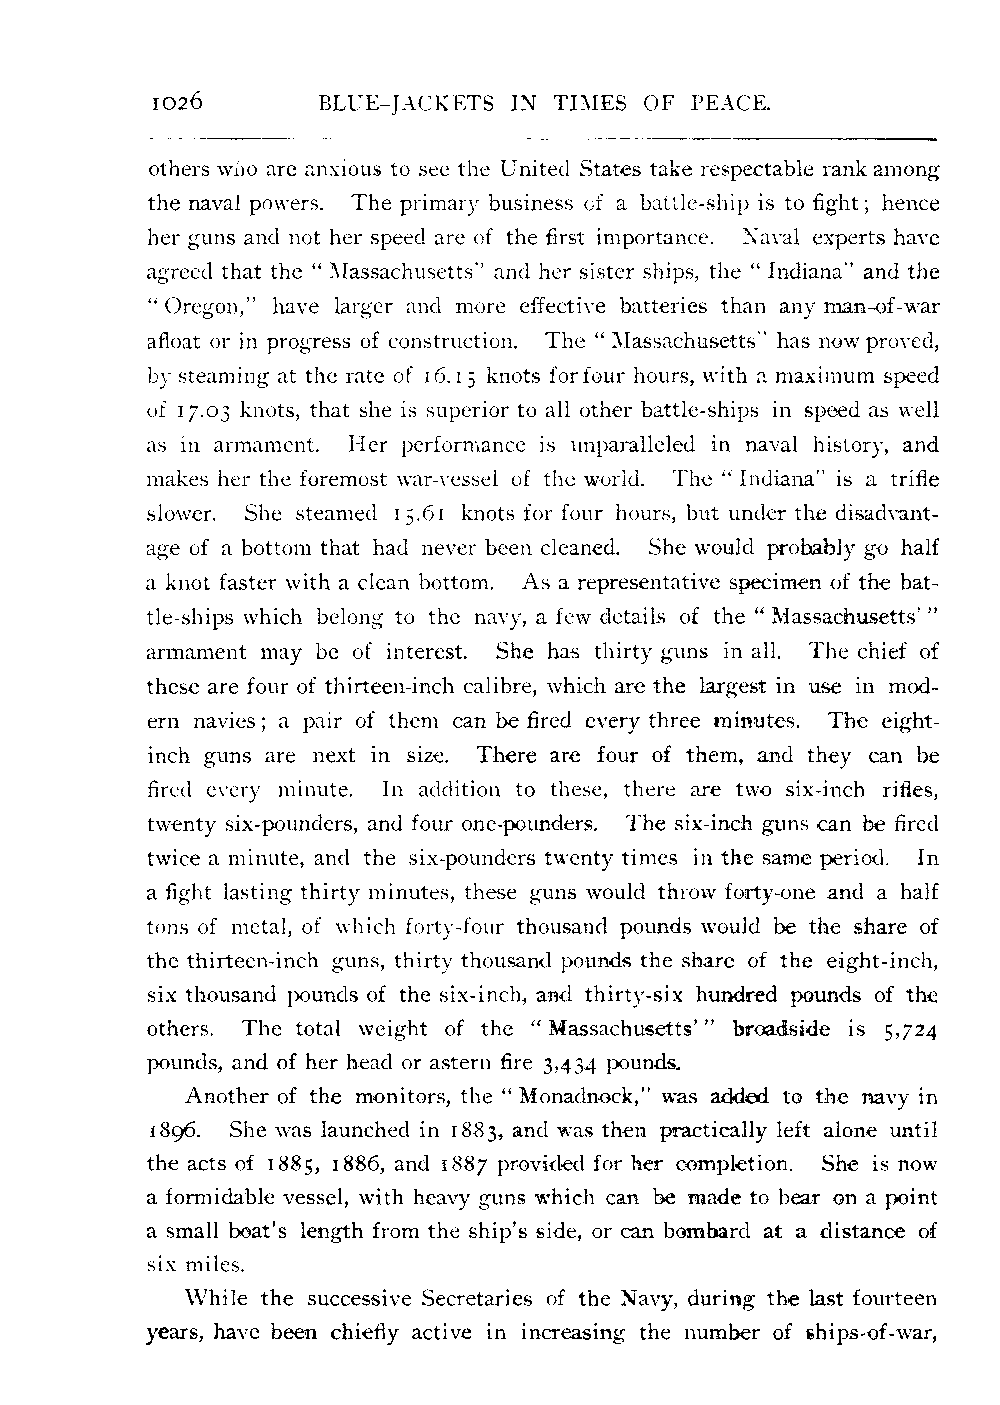 1026 BLUE-JACKETS IN TIMES OF PEACE.
others who are anxious to see the United States take respectable rank among
the naval powers. The primary business of a battle-ship is to fight; hence
her guns and not her speed are of the first importance. Naval experts have
agreed that the “Massachusetts” and her sister ships, the “Indiana” and the
“Oregon,” have larger and more effective batteries than any man-of-war
afloat or in progress of construction. The “Massachusetts” has now proved,
by steaming at the rate of 16.15 knots for four hours, with a maximum speed
of 17.03 knots, that she is superior to all other battle-ships in speed as well
as in armament. Her performance is unparalleled in naval history, and
makes her the foremost war-vessel of the world. The “Indiana” is a trifle
slower. She steamed 15.61 knots for four hours, but under the disadvant-
age of a bottom that had never been cleaned. She would probably go half
a knot faster with a clean bottom. As a representative specimen of the bat-
tle-ships which belong to the navy, a few details of the “Massachusetts’”
armament may be of interest. She has thirty guns in all. The chief of
these are four of thirteen-inch calibre, which are the largest in use in mod-
ern navies; a pair of them can be fired every three minutes. The eight-
inch guns are next in size. There are four of them, and they can be
fired every minute. In addition to these, there are two six-inch rifles,
twenty six-pounders, and four one-pounders. The six-inch guns can be fired
twice a minute, and the six-pounders twenty times in the same period. In
a fight lasting thirty minutes, these guns would throw forty-one and a half
tons of metal, of which forty-four thousand pounds would be the share of
the thirteen-inch guns, thirty thousand pounds the share of the eight-inch,
six thousand pounds of the six-inch, and thirty-six hundred pounds of the
others. The total weight of the “Massachusetts’” broadside is 5,724
pounds, and of her head or astern fire 3,434 pounds.
Another of the monitors, the “Monadnock,” was added to the navy in
1896. She was launched in 1883, and was then practically left alone until
the acts of 1885, 1886, and 1887 provided for her completion. She is now
a formidable vessel, with heavy guns which can be made to bear on a point
a small boat's length from the ship's side, or can bombard at a distance of
six miles.
While the successive Secretaries of the Navy, during the last fourteen
years, have been chiefly active in increasing the number of ships-of-war,